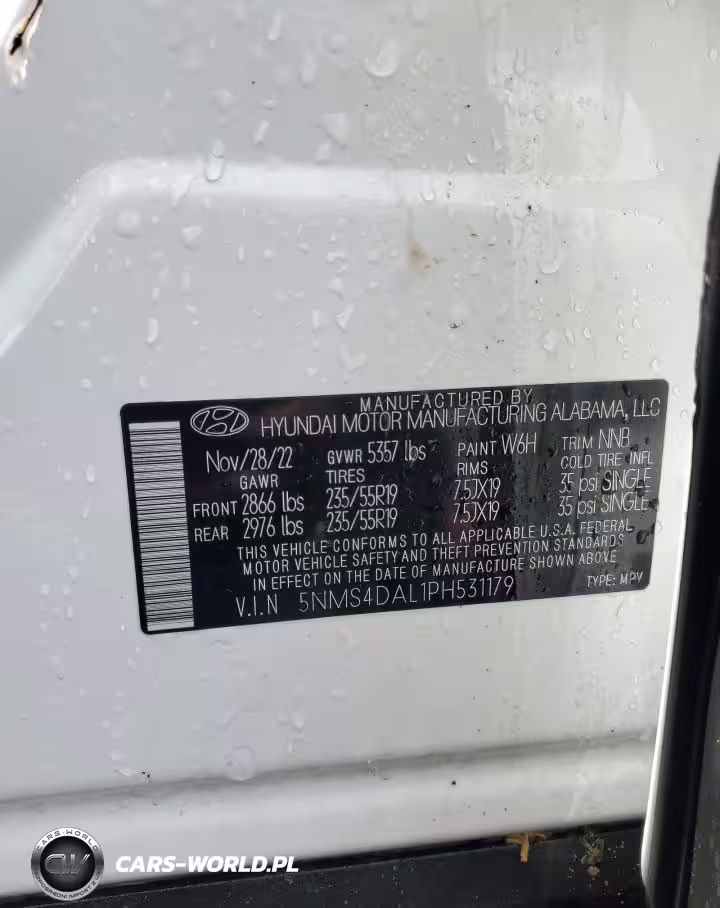 MANUFACTURED BY
HYUNDAI MOTOR MANUFACTURING ALABAMA, LLC
Nov/28/22 GVWR 5357 lbs PAINT W6H TRIM NNB
GAWR TIRES RIMS COLD TIRE INFL
FRONT 2866 lbs 235/55R19 7.5JX19 35 psi SINGLE
REAR 2976 lbs 235/55R19 7.5JX19 35 psi SINGLE
THIS VEHICLE CONFORMS TO ALL APPLICABLE U.S.A. FEDERAL
MOTOR VEHICLE SAFETY AND THEFT PREVENTION STANDARDS
IN EFFECT ON THE DATE OF MANUFACTURE SHOWN ABOVE
V.I.N 5NMS4DAL1PH531179 TYPE: MPV
CARS-WORLD
CW
CARS-WORLD.PL